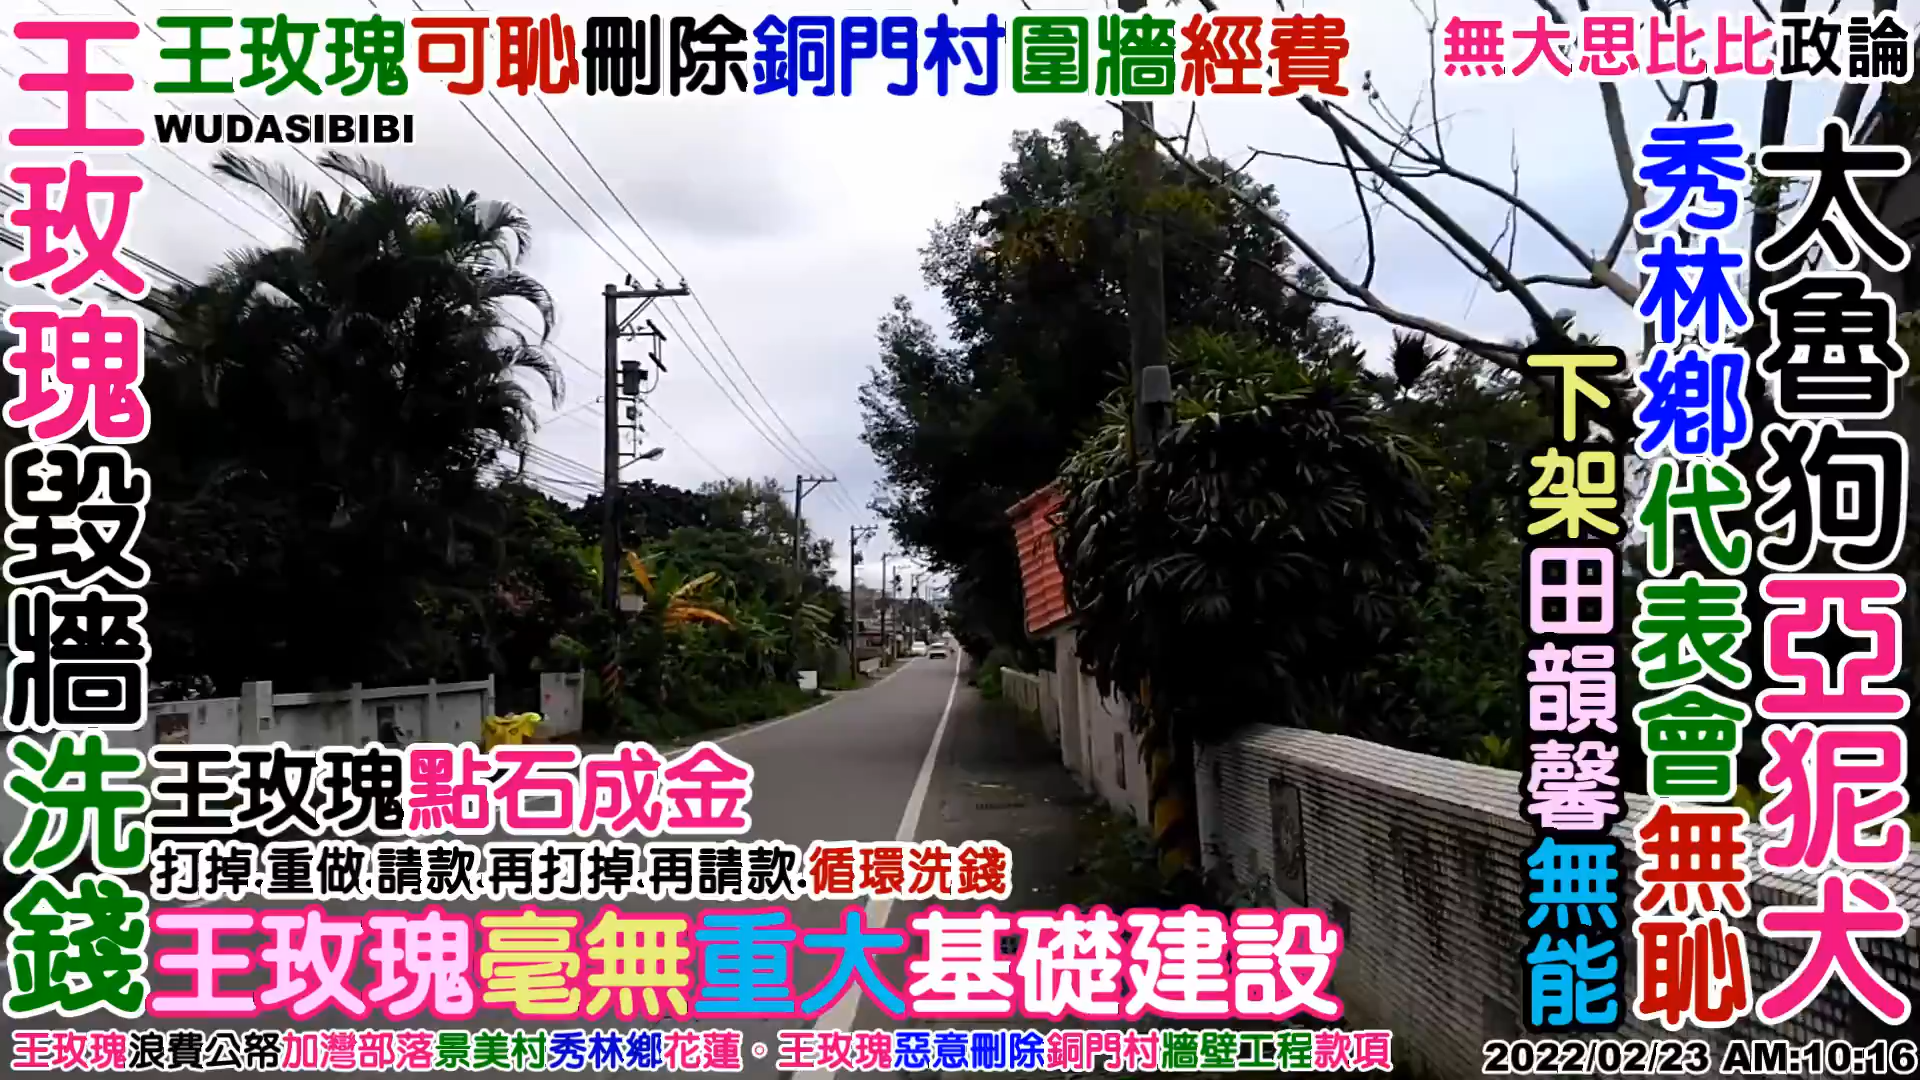 王玫瑰可恥刪除銅門村圍牆經費
無大思比比政論
WUDASIBIBI
王玫瑰毀牆洗錢
太魯狗亞狔犬
秀林鄉代表會無恥
下架田韻馨無能
王玫瑰點石成金
打掉.重做.請款.再打掉.再請款.循環洗錢
王玫瑰毫無重大基礎建設
王玫瑰浪費公帑加灣部落景美村秀林鄉花蓮。王玫瑰惡意刪除銅門村牆壁工程款項
2022/02/23 AM:10:16